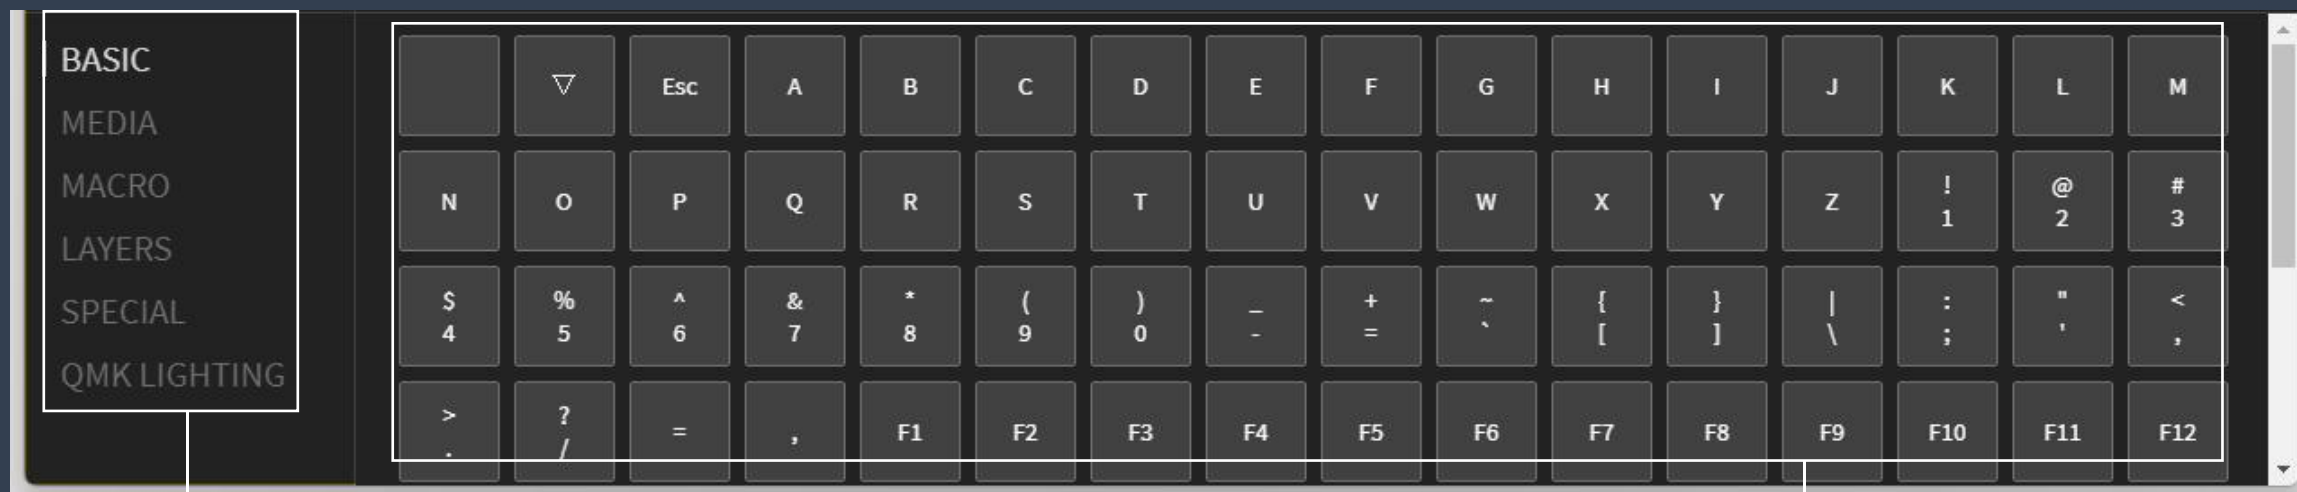 BASIC
MEDIA
MACRO
LAYERS
SPECIAL
QMK LIGHTING
▽ Esc A B C D E F G H I J K L M
N O P Q R S T U V W X Y Z ! 1 @ 2 # 3
$ 4 % 5 ^ 6 & 7 * 8 ( 9 ) 0 _ - + = ~ ` { [ } ] | \ : ; " ' < ,
> . ? / = , F1 F2 F3 F4 F5 F6 F7 F8 F9 F10 F11 F12